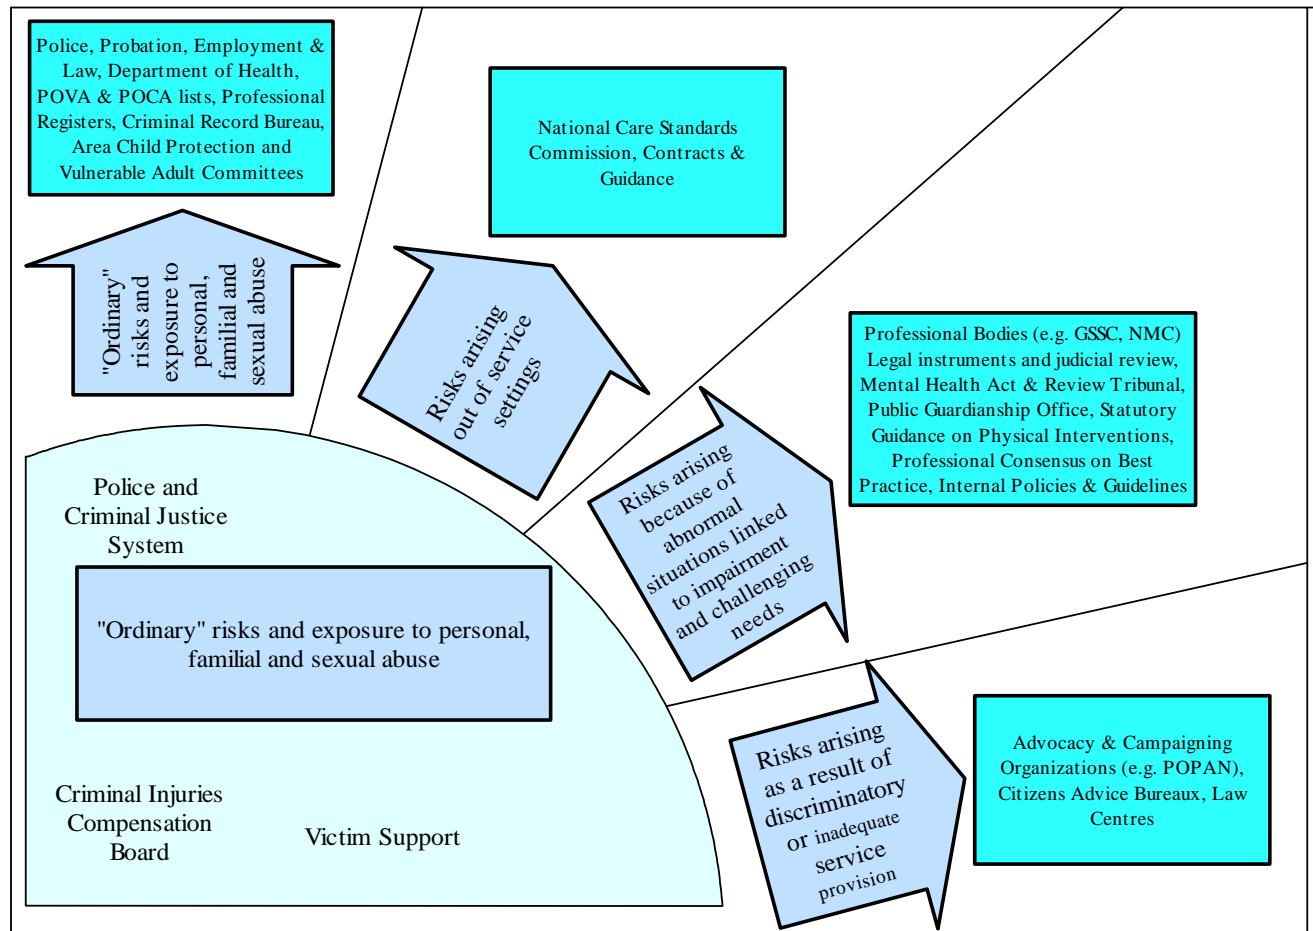 Police, Probation, Employment &
Law, Department of Health,
POVA & POCA lists, Professional
Registers, Criminal Record Bureau,
Area Child Protection and
Vulnerable Adult Committees
National Care Standards
Commission, Contracts &
Guidance
"Ordinary"
risks and
exposure to
personal,
familial and
sexual abuse
Risks arising
out of service
settings
Professional Bodies (e.g. GSSC, NMC)
Legal instruments and judicial review,
Mental Health Act & Review Tribunal,
Public Guardianship Office, Statutory
Guidance on Physical Interventions,
Professional Consensus on Best
Practice, Internal Policies & Guidelines
Risks arising
because of
abnormal
situations linked
to impairment
and challenging
needs
Police and
Criminal Justice
System
"Ordinary" risks and exposure to personal,
familial and sexual abuse
Criminal Injuries
Compensation
Board
Victim Support
Risks arising
as a result of
discriminatory
or inadequate
service
provision
Advocacy & Campaigning
Organizations (e.g. POPAN),
Citizens Advice Bureaux, Law
Centres